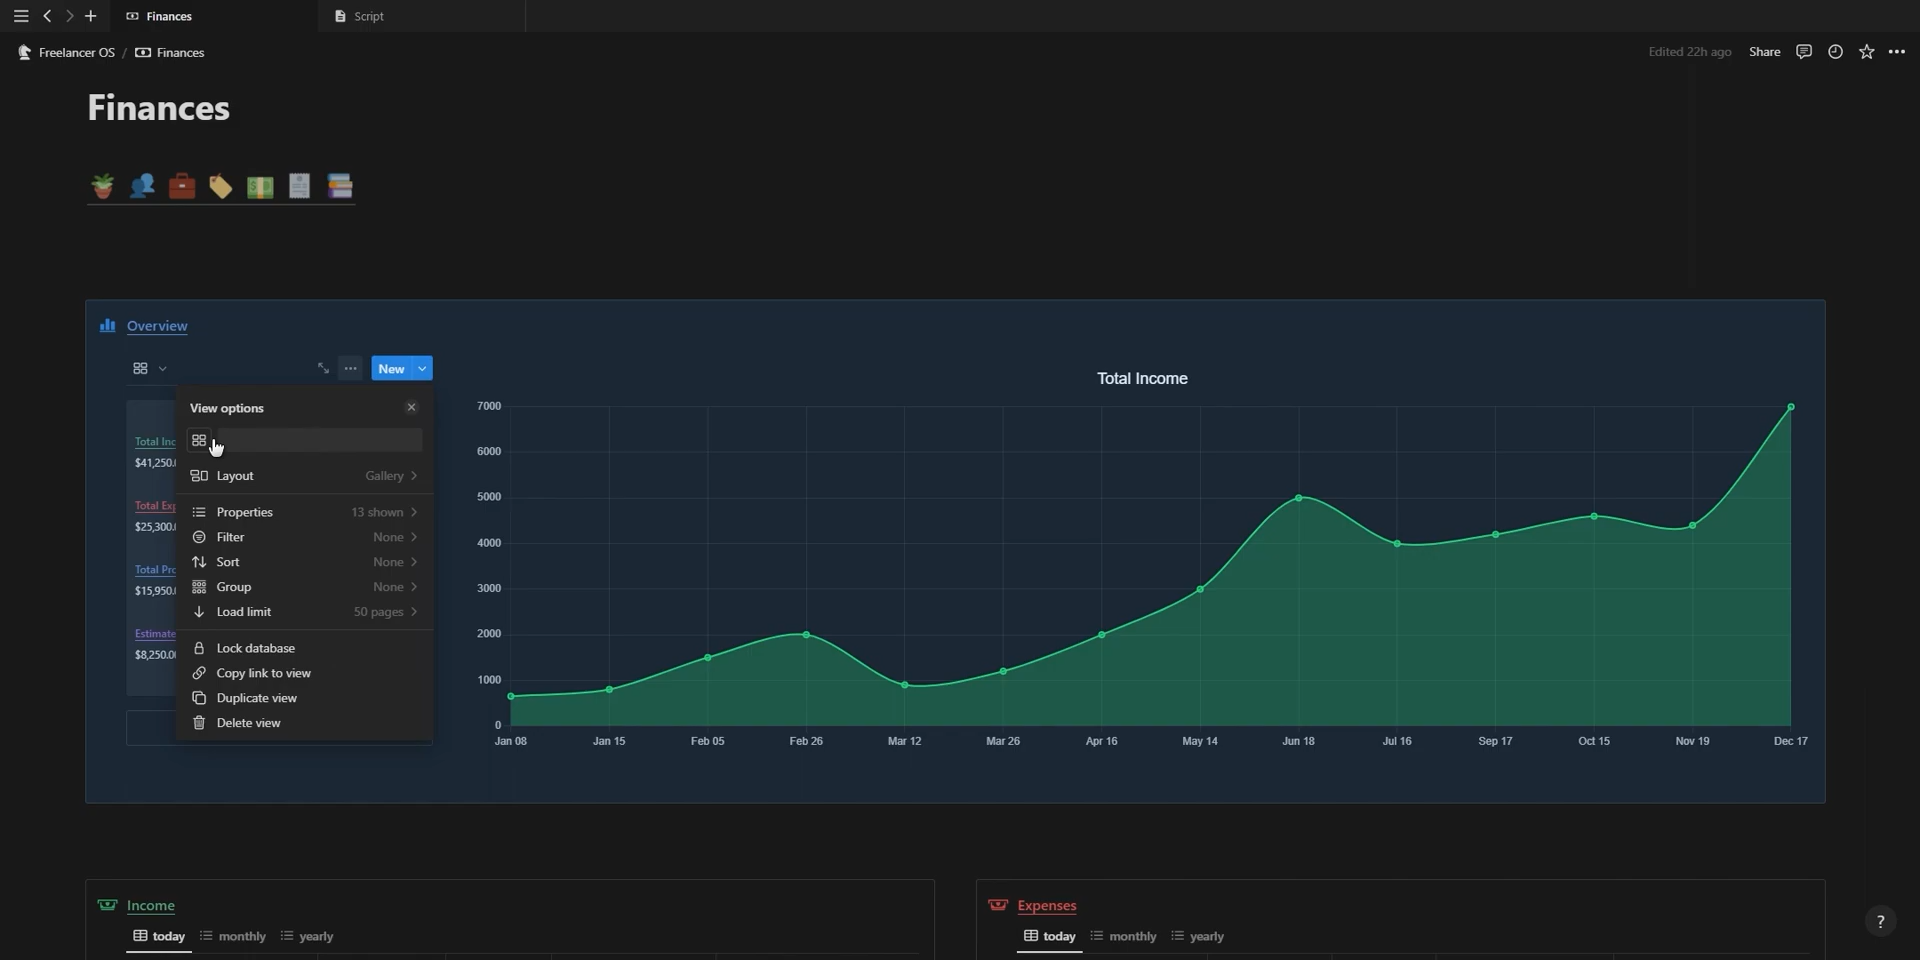 Finances
Script
Freelancer OS / Finances
Edited 22h ago
Share
Finances
Overview
New
View options
Layout Gallery
Properties 13 shown
Filter None
Sort None
Group None
Load limit 50 pages
Lock database
Copy link to view
Duplicate view
Delete view
Total Inc
$41,250.
Total Exp
$25,300.
Total Pro
$15,950.
Estimate
$8,250.0
Total Income
7000
6000
5000
4000
3000
2000
1000
0
Jan 08 Jan 15 Feb 05 Feb 26 Mar 12 Mar 26 Apr 16 May 14 Jun 18 Jul 16 Sep 17 Oct 15 Nov 19 Dec 17
Income
today monthly yearly
Expenses
today monthly yearly
?